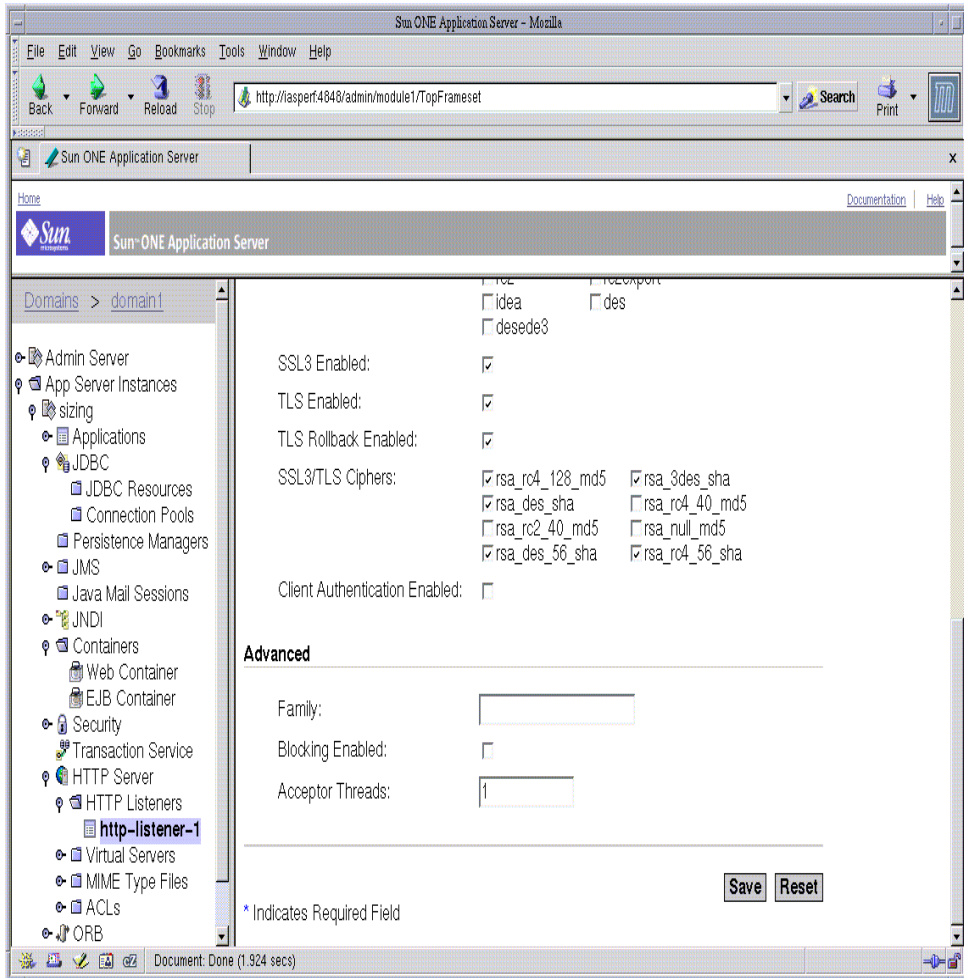 Sun ONE Application Server - Mozilla
File Edit View Go Bookmarks Tools Window Help
Back Forward Reload Stop http://iasperf:4848/admin/module1/TopFrameset Search Print
Sun ONE Application Server x
Home Documentation Help
Sun microsystems Sun™ ONE Application Server
Domains > domain1
Admin Server
App Server Instances
sizing
Applications
JDBC
JDBC Resources
Connection Pools
Persistence Managers
JMS
Java Mail Sessions
JNDI
Containers
Web Container
EJB Container
Security
Transaction Service
HTTP Server
HTTP Listeners
http-listener-1
Virtual Servers
MIME Type Files
ACLs
ORB
idea des
desede3
SSL3 Enabled:
TLS Enabled:
TLS Rollback Enabled:
SSL3/TLS Ciphers: rsa_rc4_128_md5 rsa_3des_sha
rsa_des_sha rsa_rc4_40_md5
rsa_rc2_40_md5 rsa_null_md5
rsa_des_56_sha rsa_rc4_56_sha
Client Authentication Enabled:
Advanced
Family:
Blocking Enabled:
Acceptor Threads: 1
Save Reset
* Indicates Required Field
Document: Done (1.924 secs)